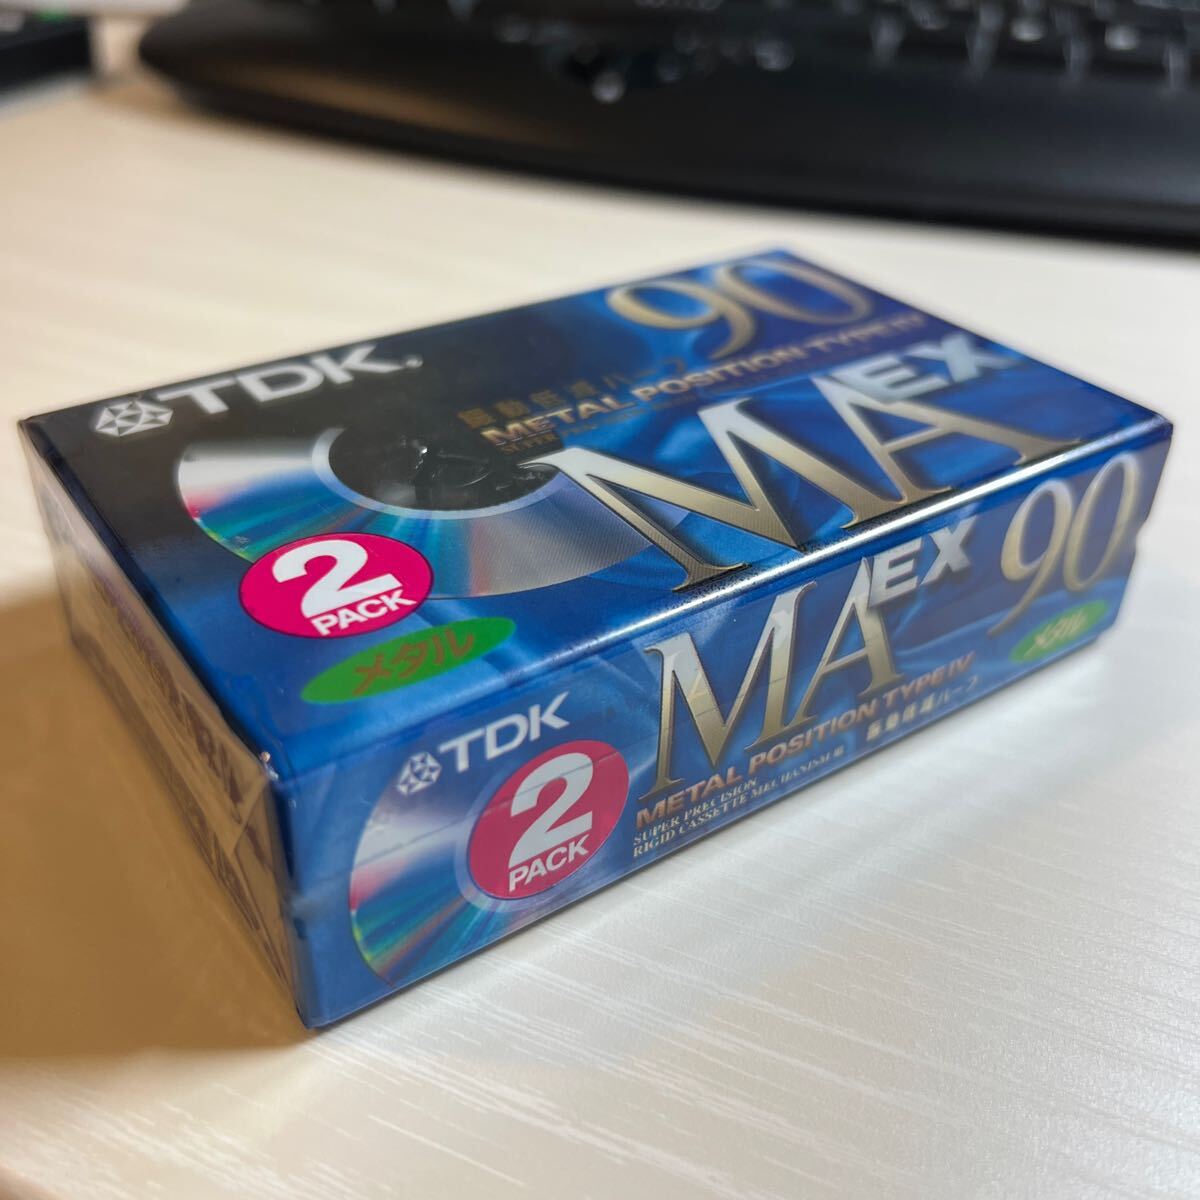 TDK
90
振動低減ハーフ
METAL POSITION TYPE IV
MA EX
2
PACK
メタル
MA EX 90
メタル
TDK
METAL POSITION TYPE IV
振動低減ハーフ
SUPER PRECISION
RIGID CASSETTE MECHANISM
2
PACK